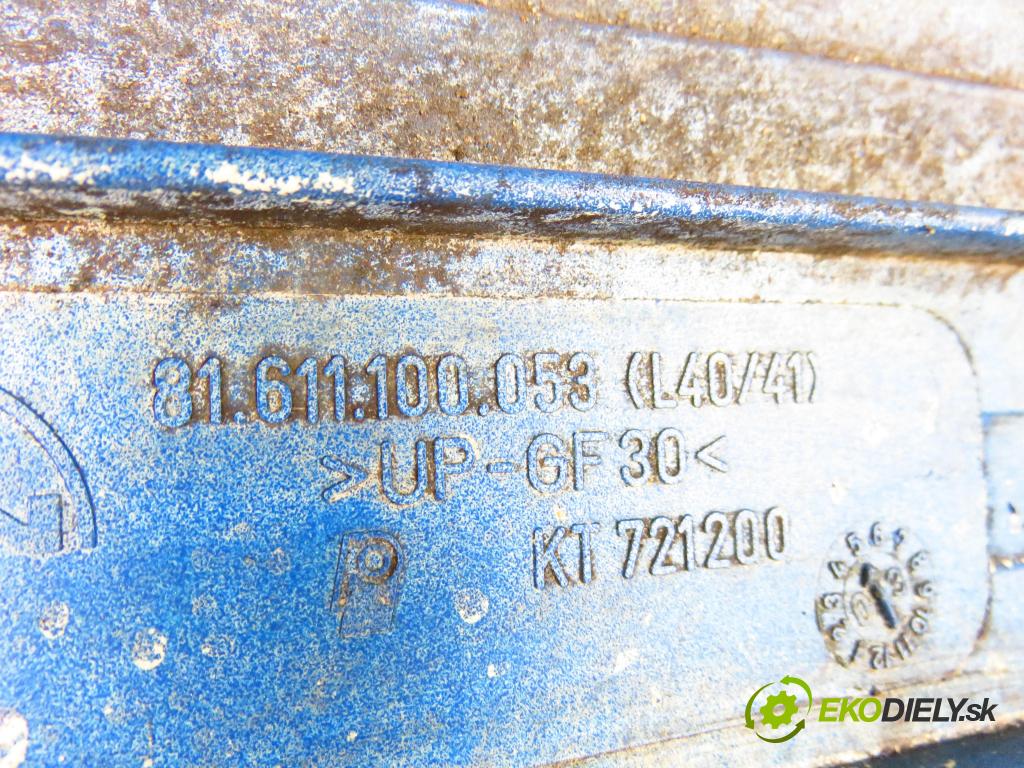 81.611.100.053 (L40/41)
>UP-GF30<
P KT 721200
EKODIELY.sk